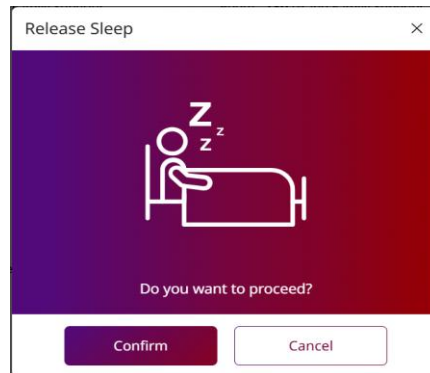 Release Sleep
Z
z
z
Do you want to proceed?
Confirm
Cancel